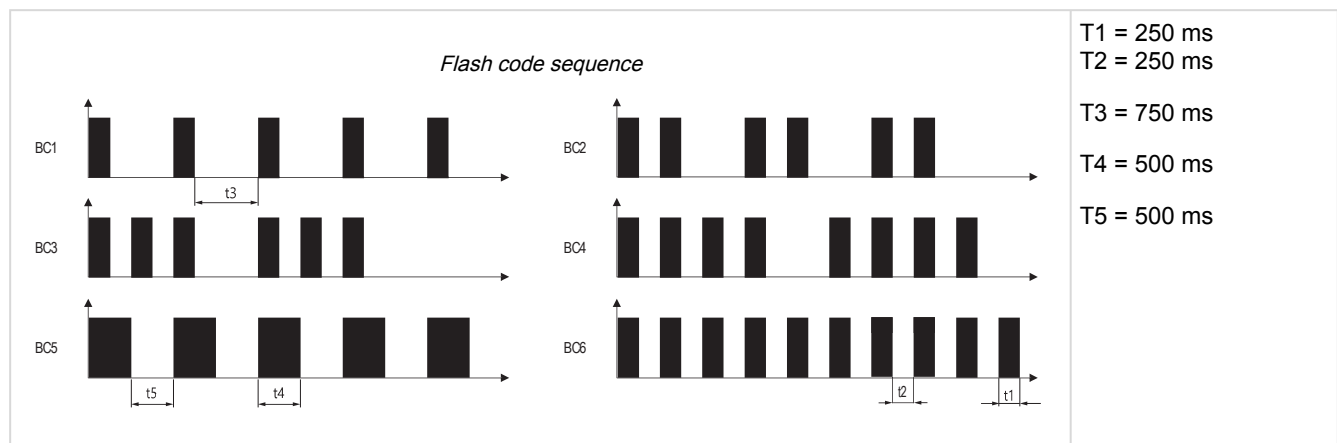 Flash code sequence
BC1
t3
BC2
BC3
BC4
BC5
t5
t4
BC6
t2
t1
T1 = 250 ms
T2 = 250 ms
T3 = 750 ms
T4 = 500 ms
T5 = 500 ms